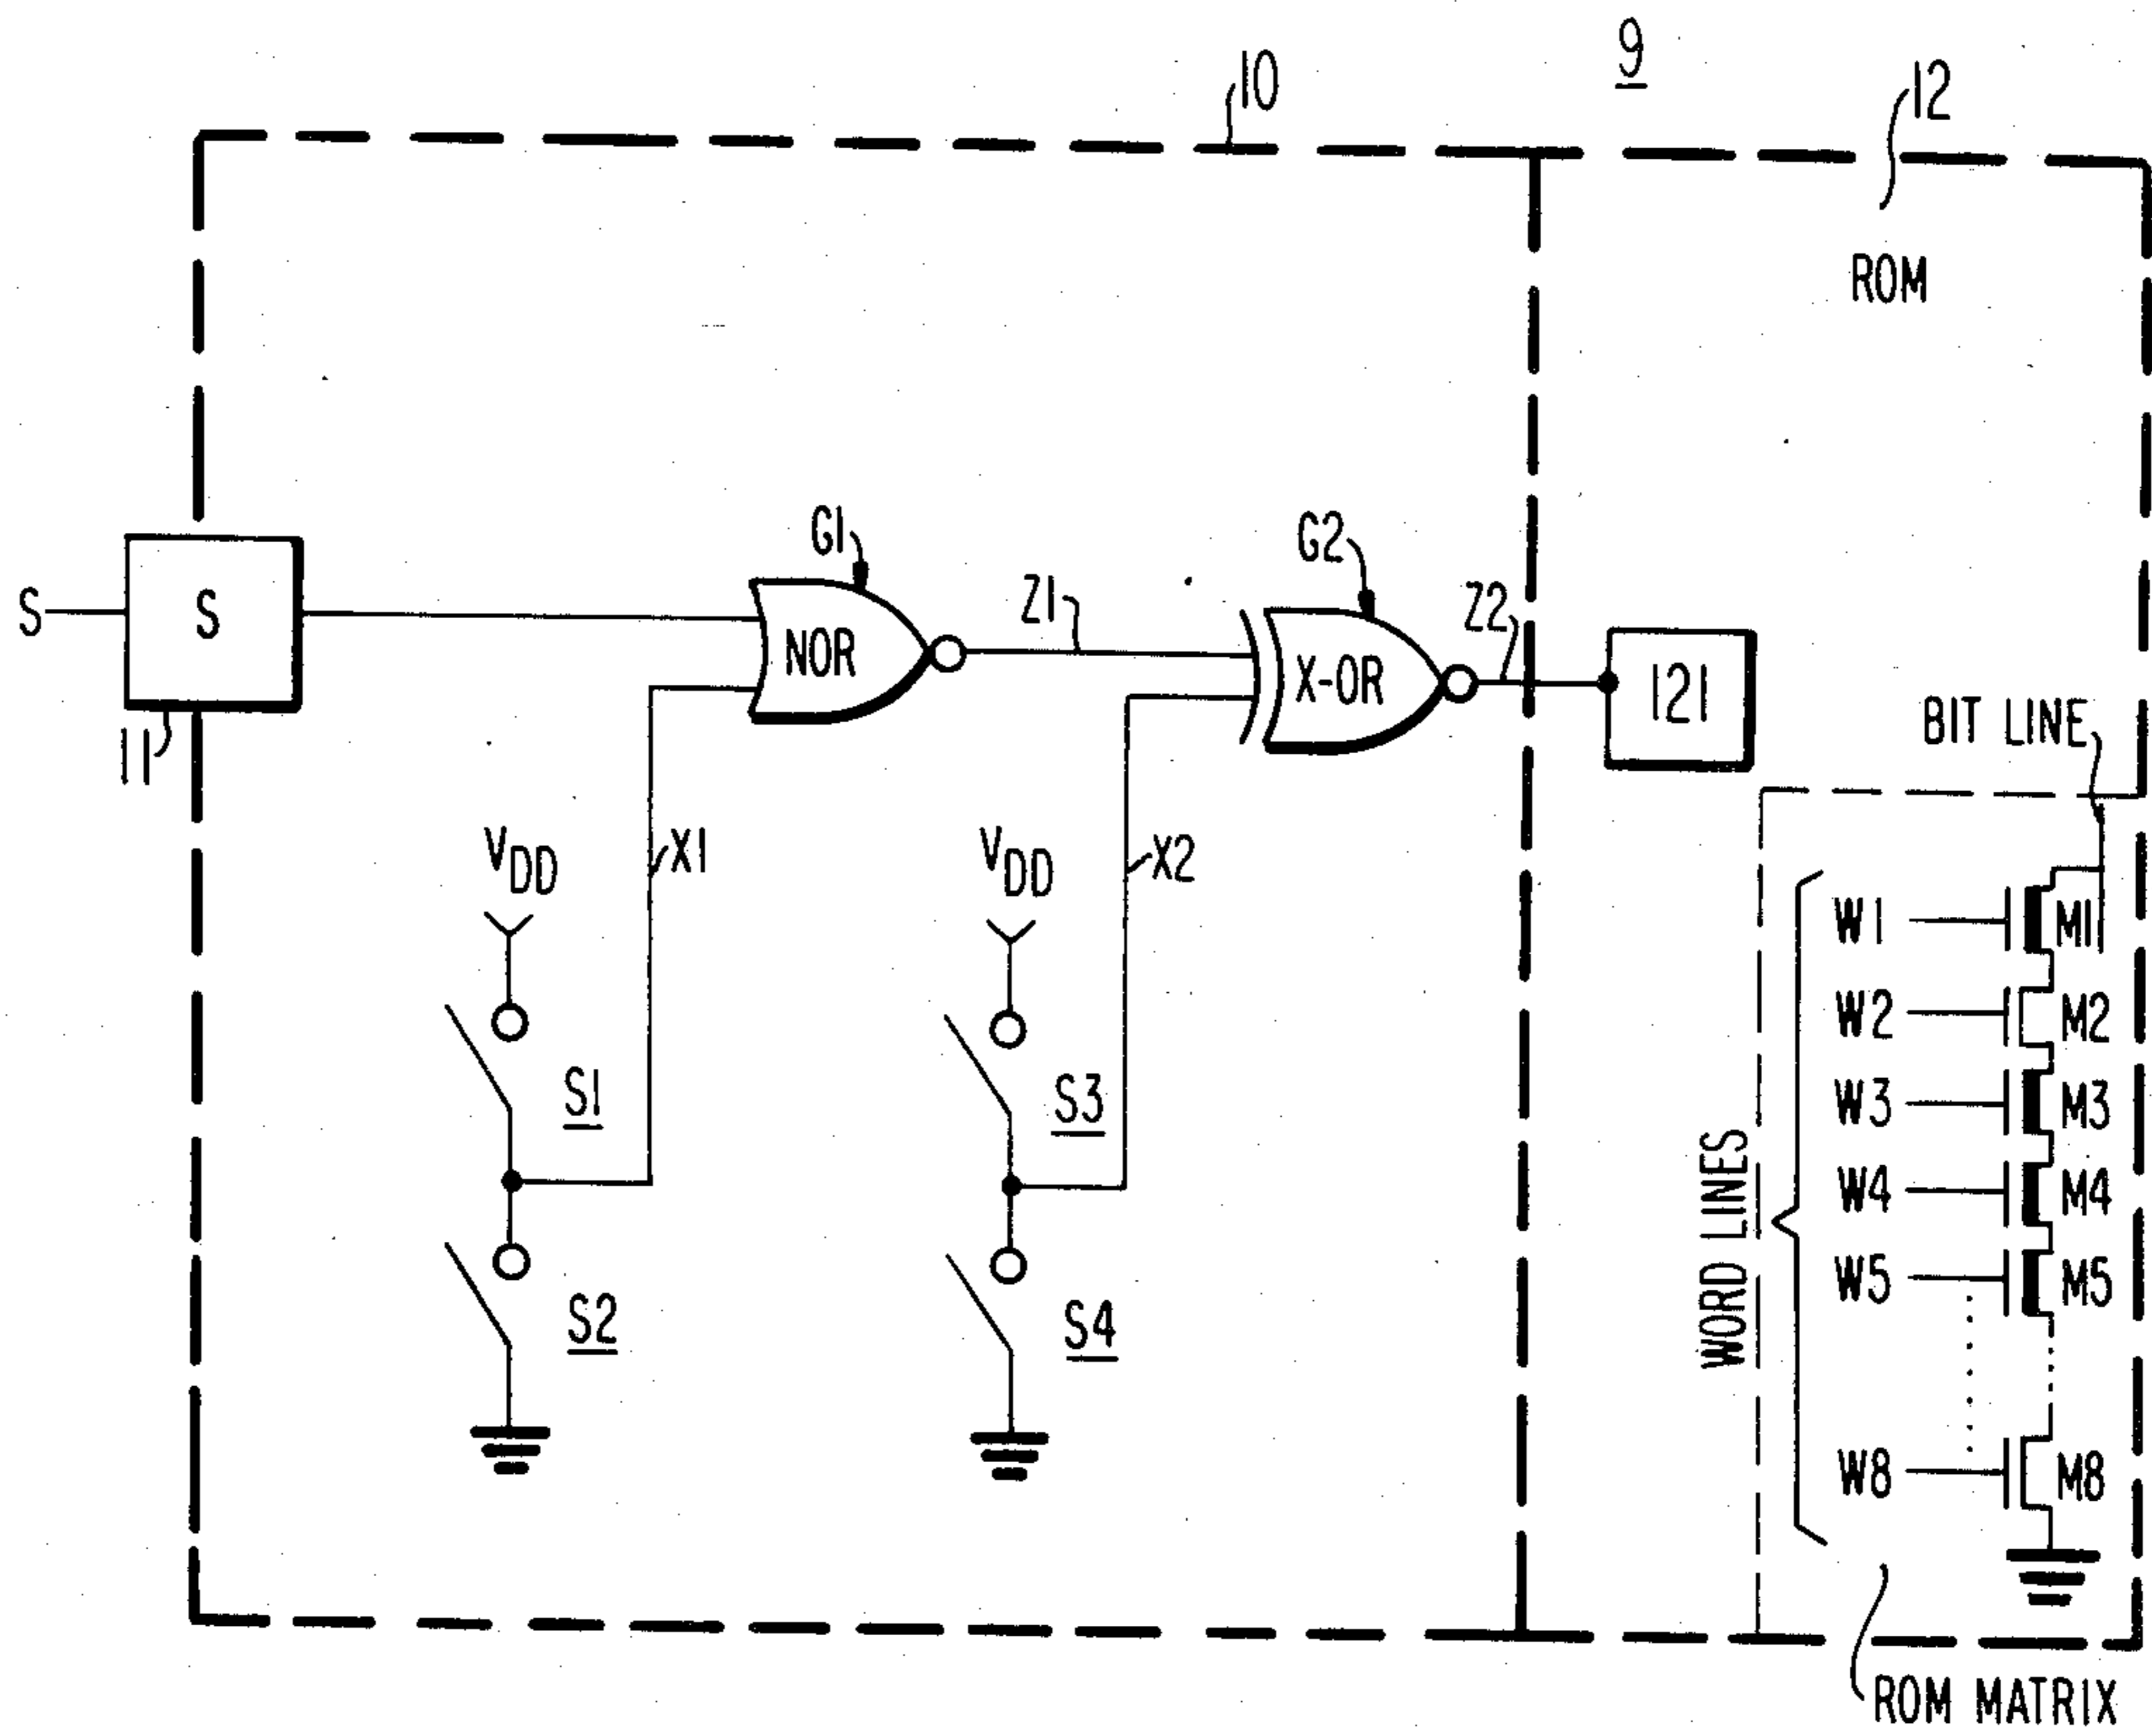 9
10
12
ROM
S
S
11
G1
NOR
Z1
G2
X-OR
Z2
121
BIT LINE
VDD
X1
VDD
X2
S1
S3
S2
S4
WORD LINES
W1
M1
W2
M2
W3
M3
W4
M4
W5
M5
W8
M8
ROM MATRIX